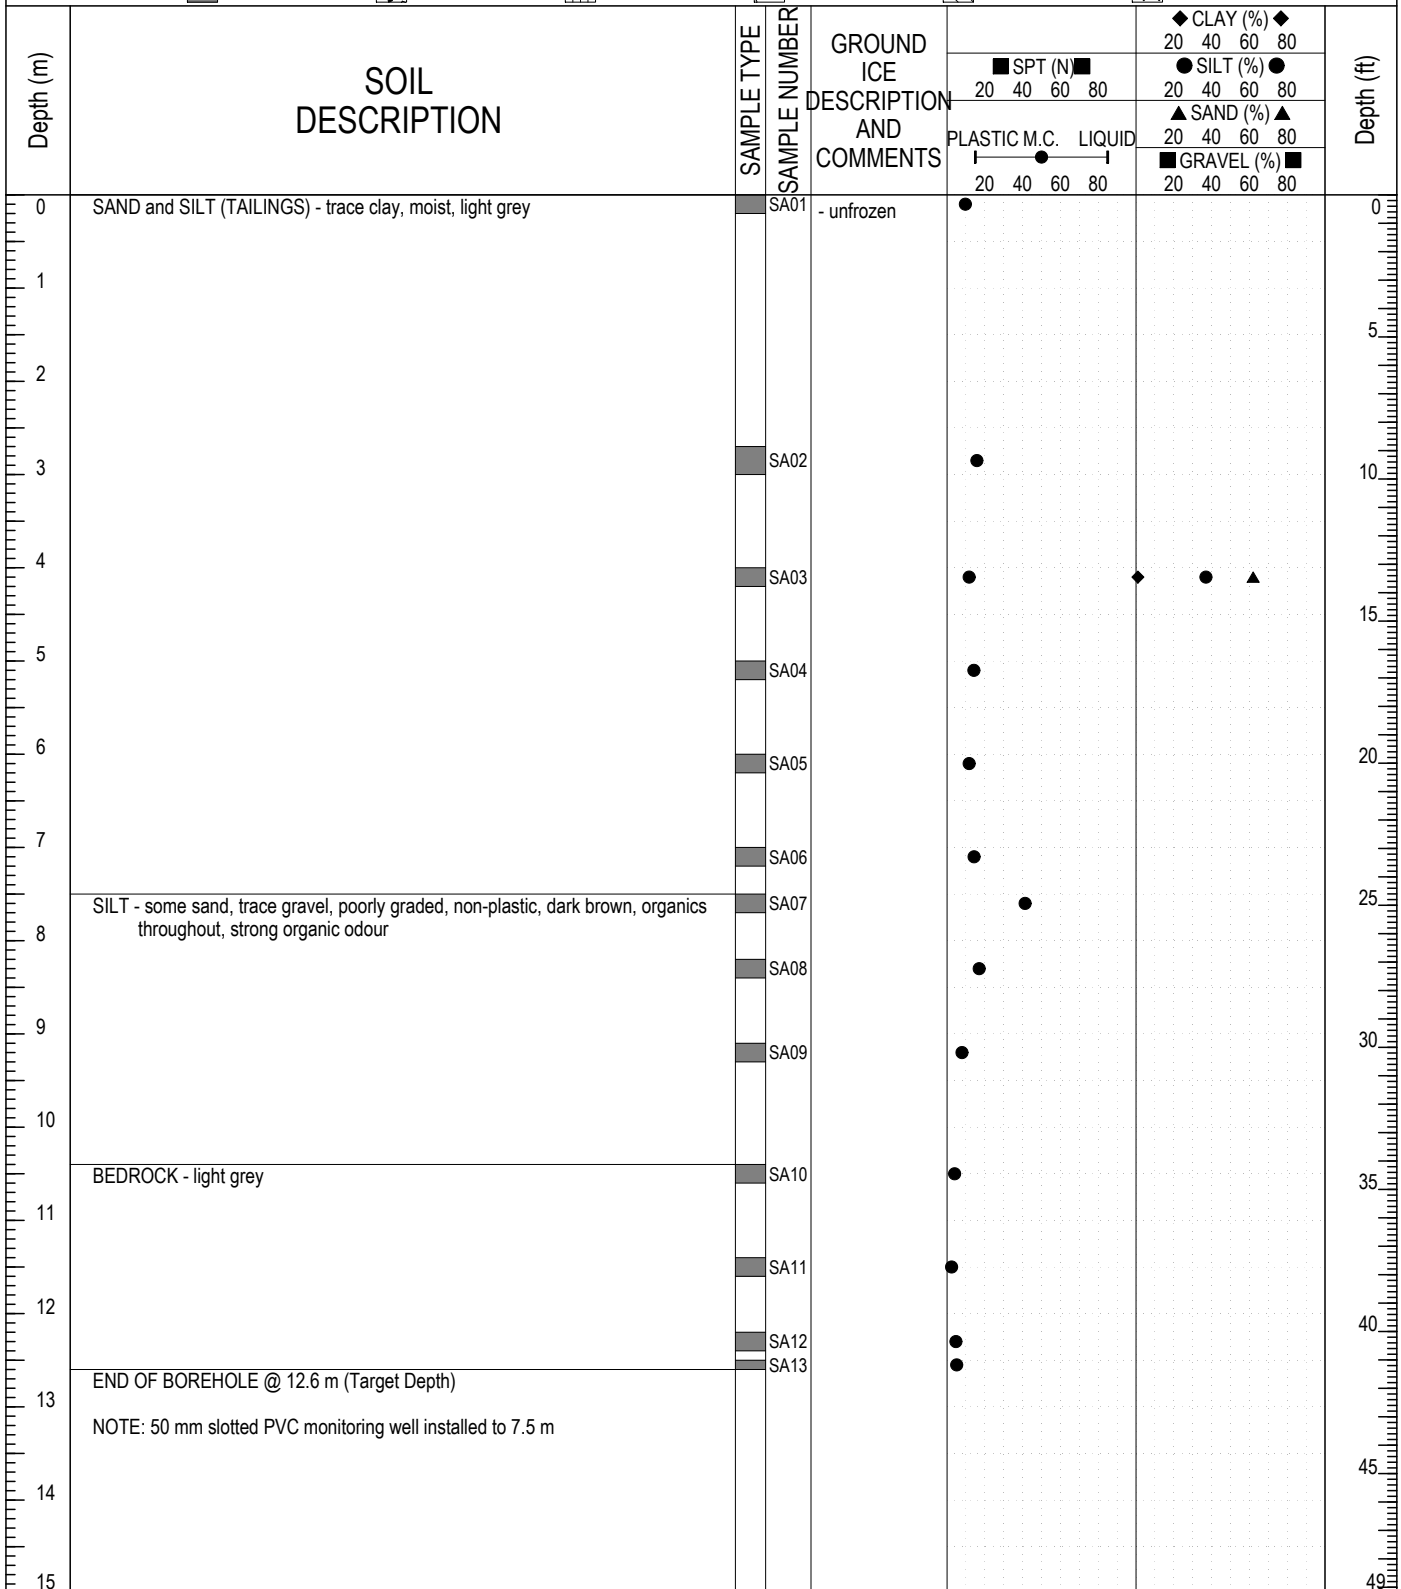 Depth (m)
SOIL
DESCRIPTION
SAMPLE TYPE
SAMPLE NUMBER
GROUND
ICE
DESCRIPTION
AND
COMMENTS
SPT (N)
20 40 60 80
PLASTIC M.C. LIQUID
20 40 60 80
CLAY (%)
20 40 60 80
SILT (%)
20 40 60 80
SAND (%)
20 40 60 80
GRAVEL (%)
20 40 60 80
Depth (ft)
0
SAND and SILT (TAILINGS) - trace clay, moist, light grey
SA01
- unfrozen
0
1
5
2
3
SA02
10
4
SA03
15
5
SA04
6
SA05
20
7
SA06
SILT - some sand, trace gravel, poorly graded, non-plastic, dark brown, organics
throughout, strong organic odour
SA07
25
8
SA08
9
SA09
30
10
BEDROCK - light grey
SA10
35
11
SA11
12
SA12
40
SA13
END OF BOREHOLE @ 12.6 m (Target Depth)
13
NOTE: 50 mm slotted PVC monitoring well installed to 7.5 m
45
14
15
49